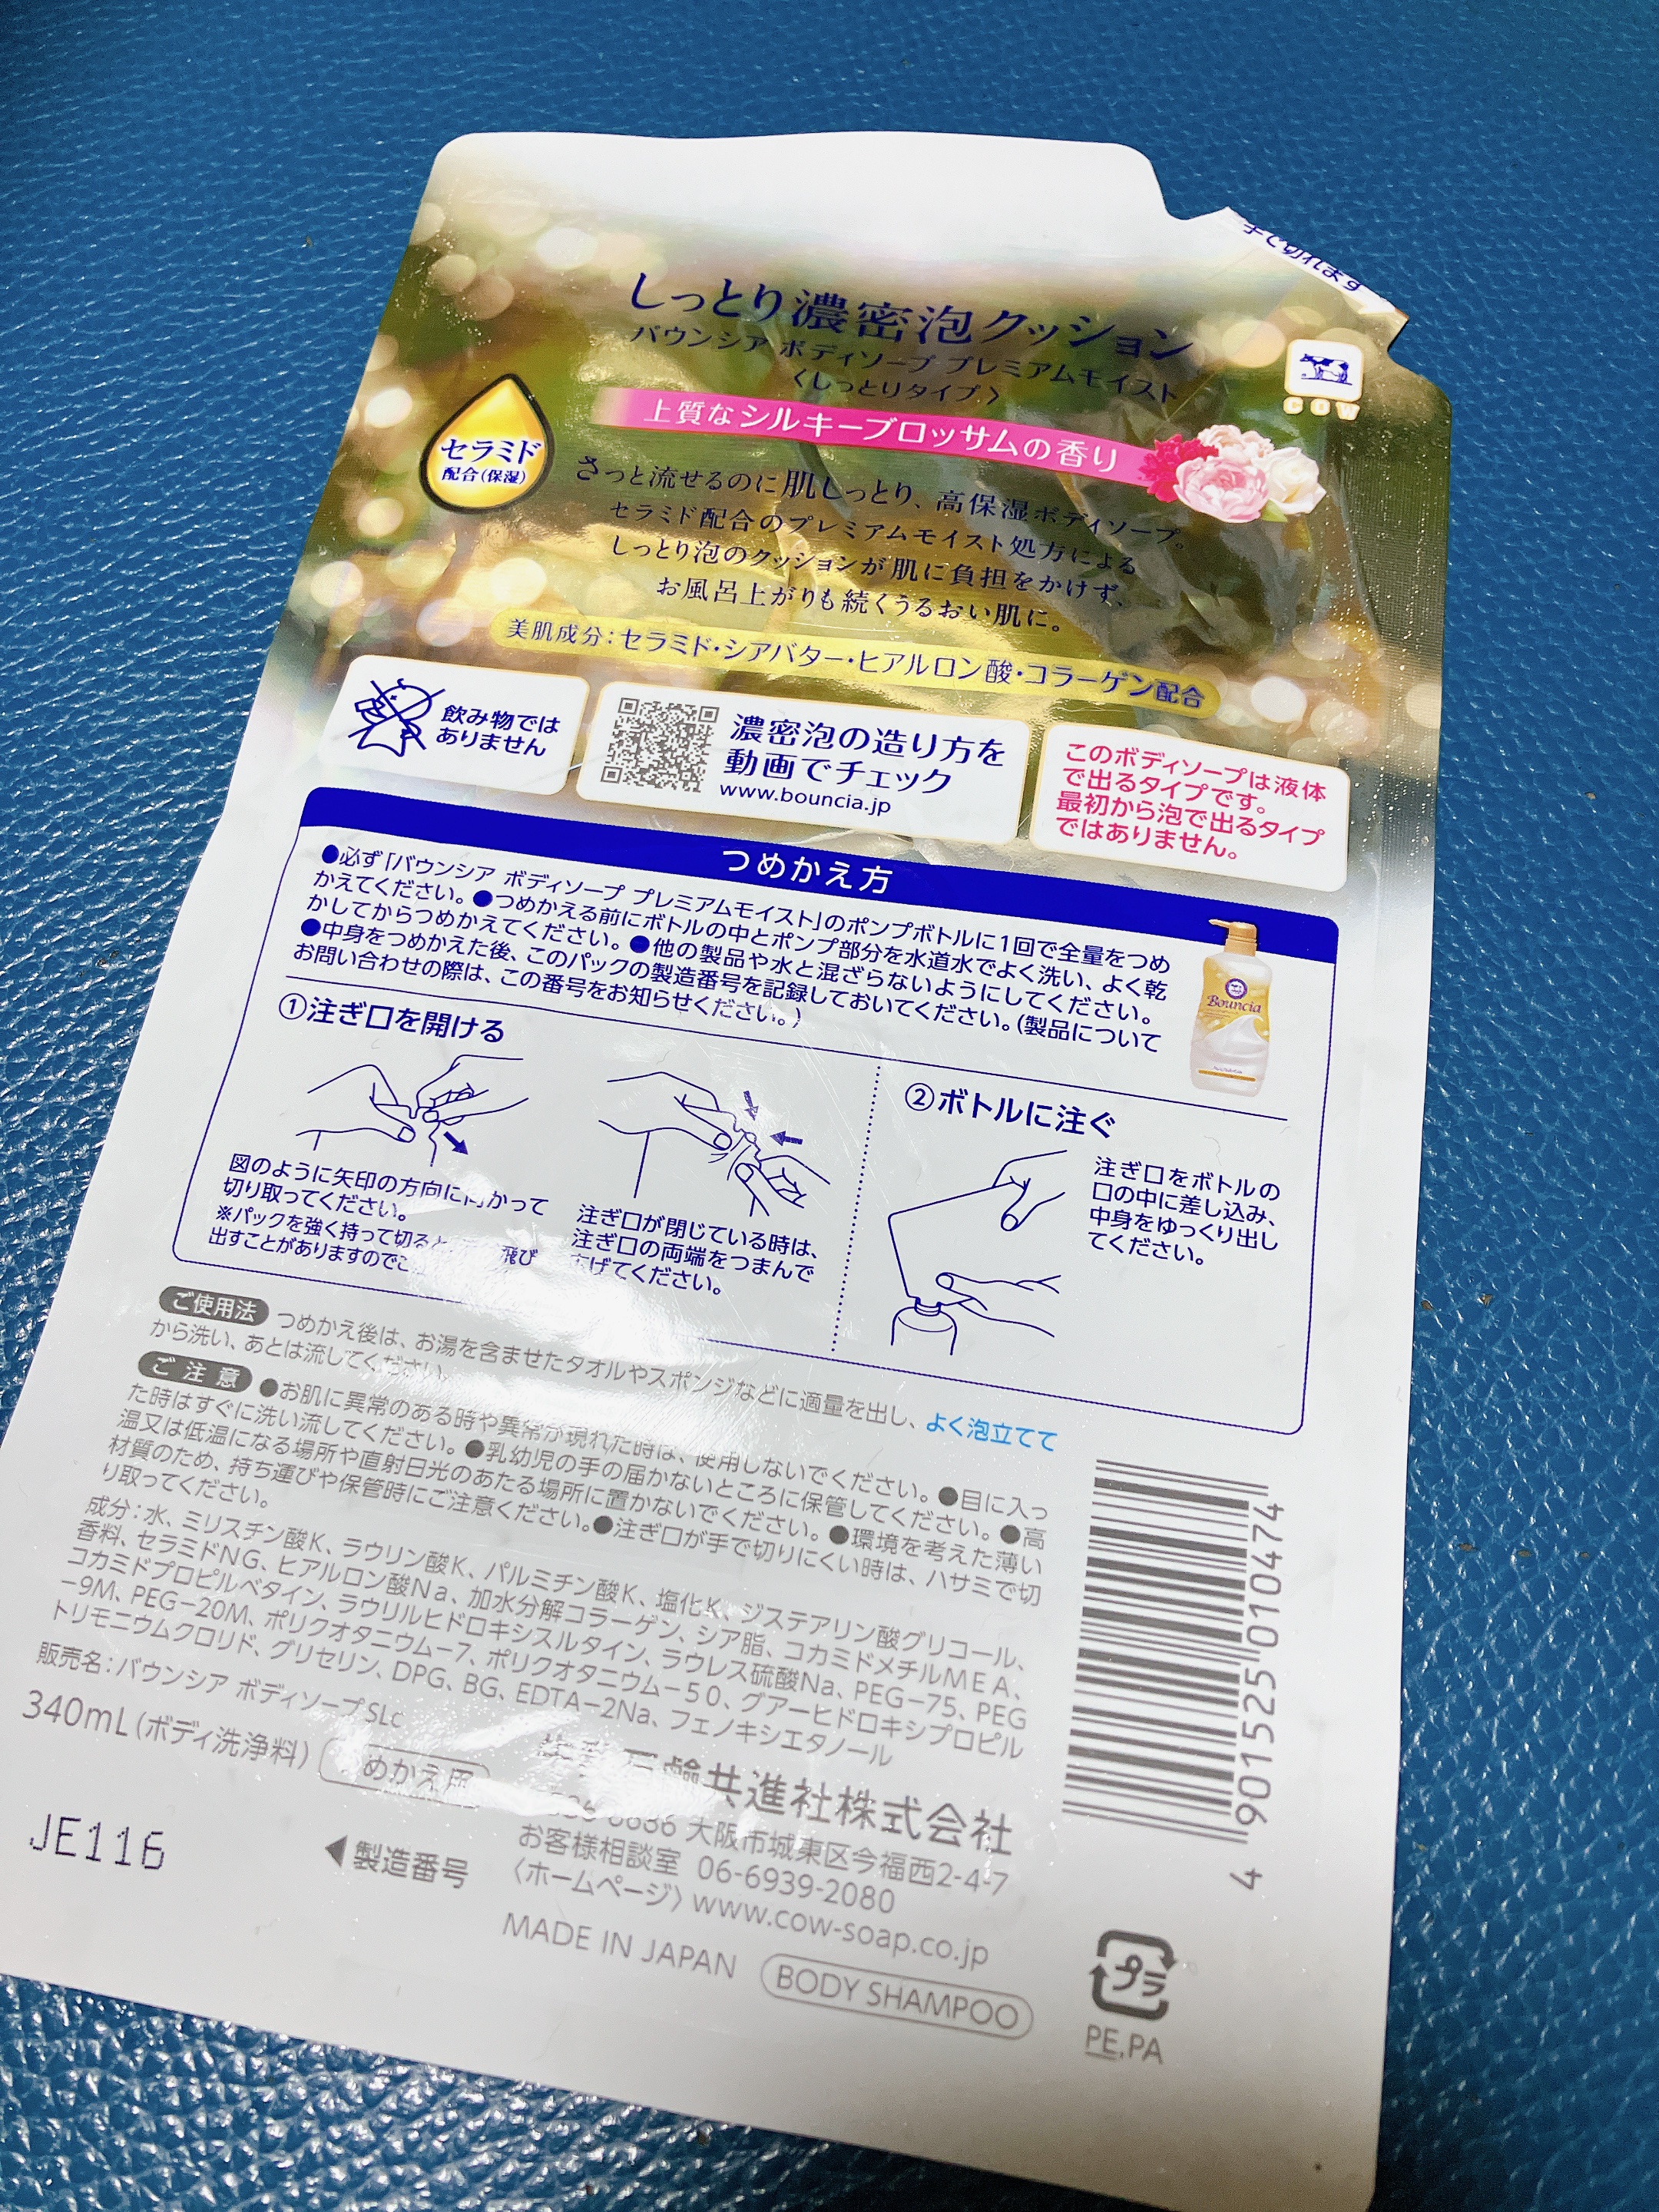 手で切れます
しっとり濃密泡クッション
バウンシア ボディソープ プレミアムモイスト
〈しっとりタイプ〉
COW
上質なシルキーブロッサムの香り
セラミド
配合(保湿)
さっと流せるのに肌しっとり、高保湿ボディソープ。
セラミド配合のプレミアムモイスト処方による
しっとり泡のクッションが肌に負担をかけず、
お風呂上がりも続くうるおい肌に。
美肌成分:セラミド・シアバター・ヒアルロン酸・コラーゲン配合
飲み物では
ありません
濃密泡の造り方を
動画でチェック
www.bouncia.jp
このボディソープは液体
で出るタイプです。
最初から泡で出るタイプ
ではありません。
つめかえ方
●必ず「バウンシア ボディソープ プレミアムモイスト」のポンプボトルに1回で全量をつめ
かえてください。●つめかえる前にボトルの中とポンプ部分を水道水でよく洗い、よく乾
かしてからつめかえてください。●他の製品や水と混ざらないようにしてください。
●中身をつめかえた後、このパックの製造番号を記録しておいてください。(製品について
お問い合わせの際は、この番号をお知らせください。)
Bouncia
①注ぎ口を開ける
図のように矢印の方向に向かって
切り取ってください。
※パックを強く持って切ると 飛び
出すことがありますのでご
注ぎ口が閉じている時は、
注ぎ口の両端をつまんで
広げてください。
②ボトルに注ぐ
注ぎ口をボトルの
口の中に差し込み、
中身をゆっくり出し
てください。
ご使用法 つめかえ後は、お湯を含ませたタオルやスポンジなどに適量を出し、よく泡立てて
から洗い、あとは流してください。
ご注意 ●お肌に異常のある時や異常が現れた時は、使用しないでください。●目に入っ
た時はすぐに洗い流してください。●乳幼児の手の届かないところに保管してください。●高
温又は低温になる場所や直射日光のあたる場所に置かないでください。●環境を考えた薄い
材質のため、持ち運びや保管時にご注意ください。●注ぎ口が手で切りにくい時は、ハサミで切
り取ってください。
成分:水、ミリスチン酸K、ラウリン酸K、パルミチン酸K、塩化K、ジステアリン酸グリコール、
香料、セラミドNG、ヒアルロン酸Na、加水分解コラーゲン、シア脂、コカミドメチルMEA、
コカミドプロピルベタイン、ラウリルヒドロキシスルタイン、ラウレス硫酸Na、PEG-75、PEG
-9M、PEG-20M、ポリクオタニウム-7、ポリクオタニウム-50、グアーヒドロキシプロピル
トリモニウムクロリド、グリセリン、DPG、BG、EDTA-2Na、フェノキシエタノール
販売名:バウンシア ボディソープSLc
340mL(ボディ洗浄料) つめかえ用
牛乳石鹸共進社株式会社
大阪市城東区今福西2-4-7
お客様相談室 06-6939-2080
〈ホームページ〉www.cow-soap.co.jp
JE116
◀製造番号
MADE IN JAPAN BODY SHAMPOO
4 901525 010474
プラ
PE,PA